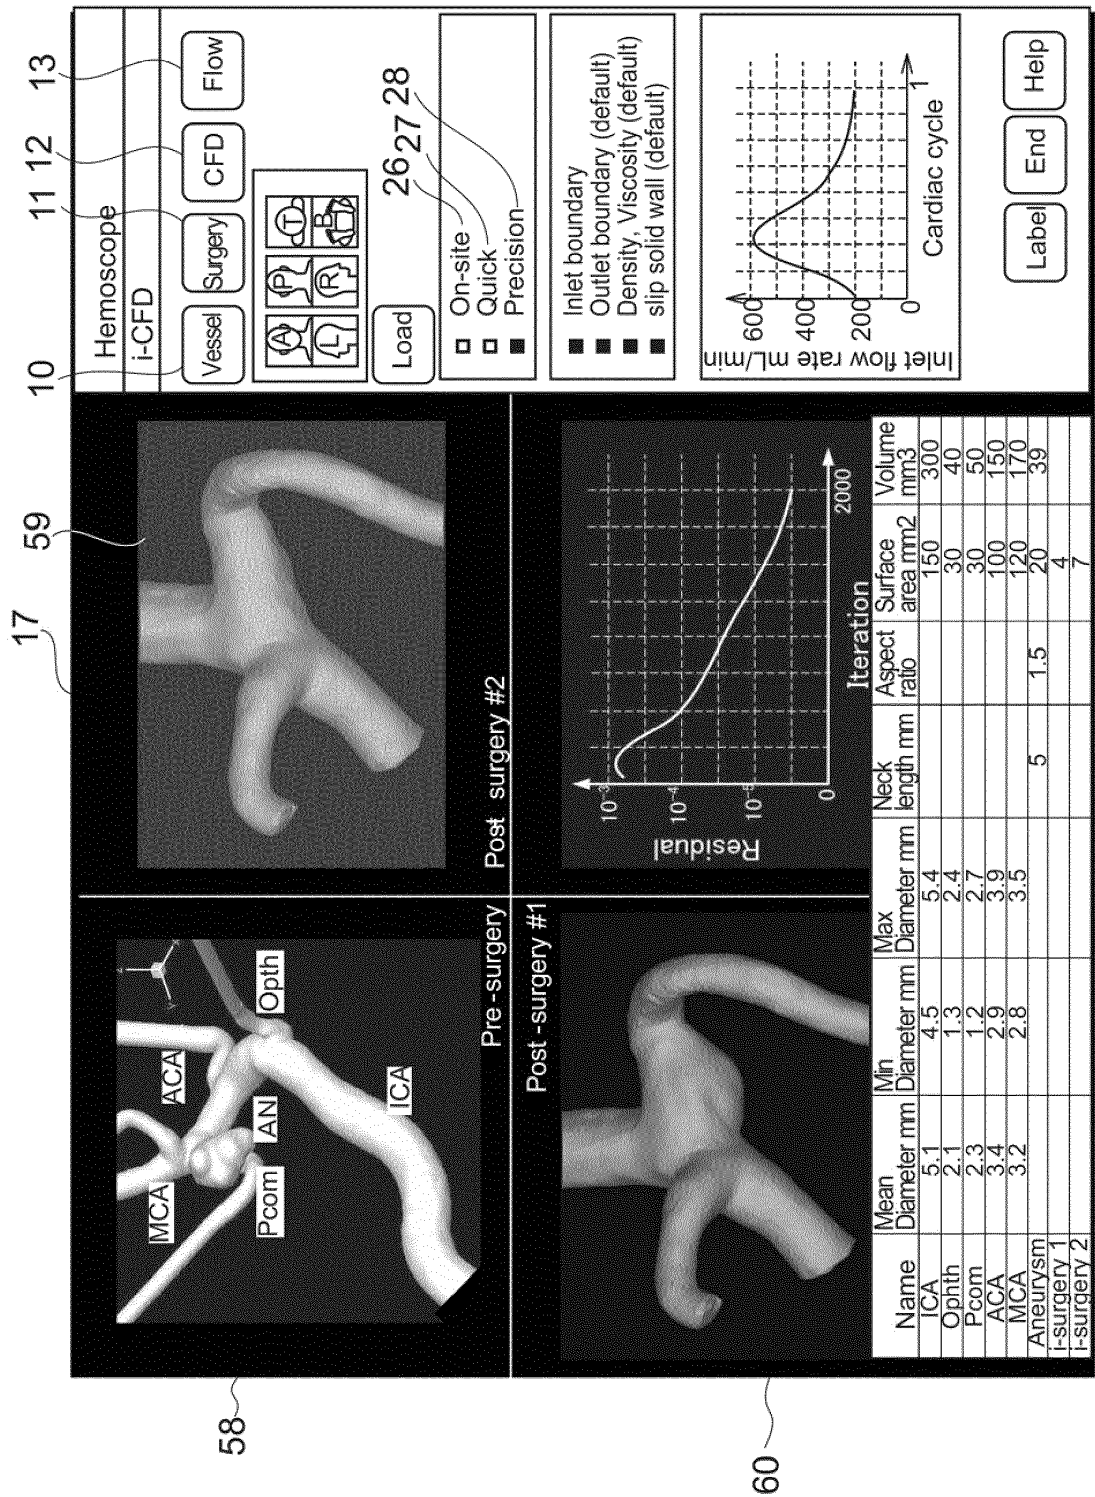 17
59
10
11
12
13
58
60
Hemoscope
i-CFD
Vessel
Surgery
CFD
Flow
A
P
T
L
R
B
Load
26
27
28
On-site
Quick
Precision
Inlet boundary
Outlet boundary (default)
Density, Viscosity (default)
slip solid wall (default)
Inlet flow rate mL/min
600
400
200
0
1
Cardiac cycle
Label
End
Help
MCA
ACA
AN
Opth
Pcom
ICA
Pre-surgery
Post surgery #2
Post-surgery #1
Residual
10⁻³
10⁻⁴
10⁻⁵
0
2000
Iteration
Name Mean Diameter mm Min Diameter mm Max Diameter mm Neck length mm Aspect ratio Surface area mm2 Volume mm3
ICA 5.1 4.5 5.4 150 300
Ophth 2.1 1.3 2.4 30 40
Pcom 2.3 1.2 2.7 30 50
ACA 3.4 2.9 3.9 100 150
MCA 3.2 2.8 3.5 120 170
Aneurysm 5 1.5 20 39
i-surgery 1 4
i-surgery 2 7